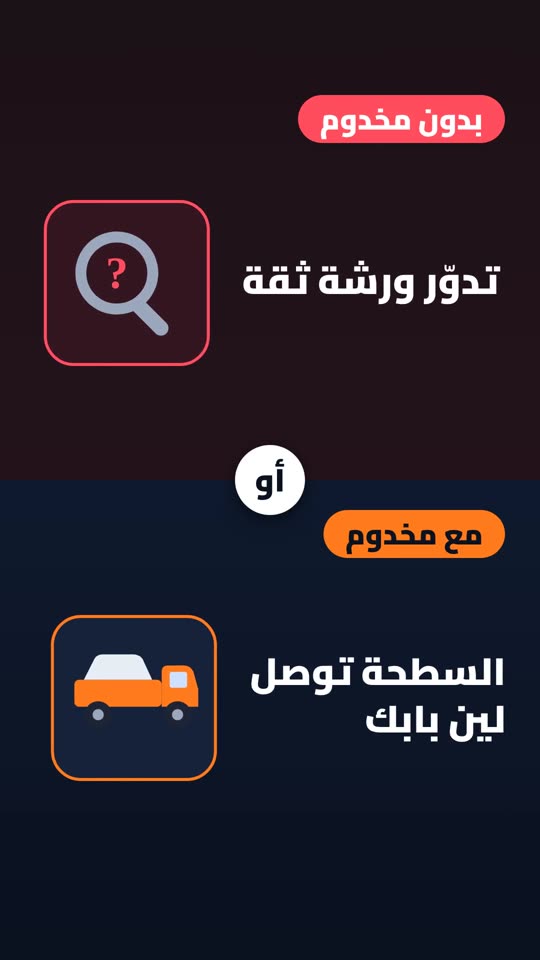 بدون مخدوم
تدوّر ورشة ثقة
?
أو
مع مخدوم
السطحة توصل
لين بابك